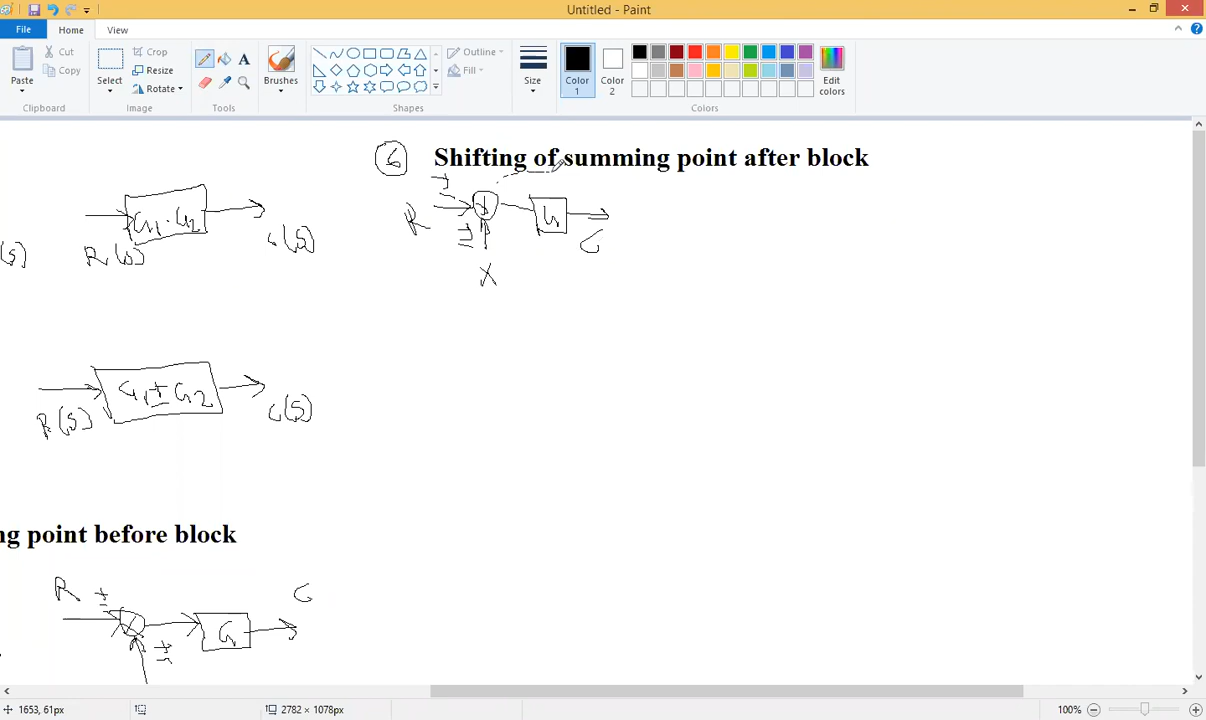 Untitled - Paint
File
Home
View
Paste
Cut
Copy
Clipboard
Select
Crop
Resize
Rotate
Image
A
Tools
Brushes
Outline
Fill
Shapes
Size
Color 1
Color 2
Colors
Edit colors
6 Shifting of summing point after block
G1 . G2
R(S)
C(S)
(S)
±
R
±
X
G
C
G1 ± G2
R(S)
C(S)
ng point before block
R ±
±
G
C
1653, 61px
2782 × 1078px
100%